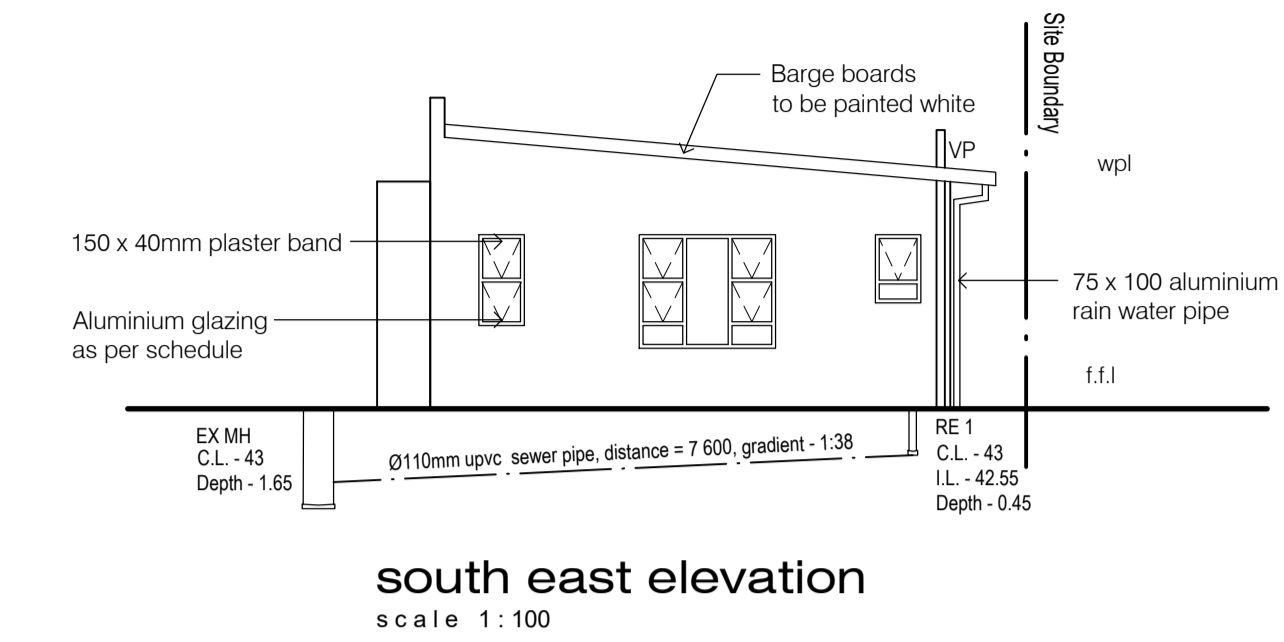 Site Boundary
Barge boards
to be painted white
VP
wpl
150 x 40mm plaster band
75 x 100 aluminium
rain water pipe
Aluminium glazing
as per schedule
f.f.l
EX MH
C.L. - 43
Depth - 1.65
Ø110mm upvc sewer pipe, distance = 7 600, gradient - 1:38
RE 1
C.L. - 43
I.L. - 42.55
Depth - 0.45
south east elevation
scale 1:100